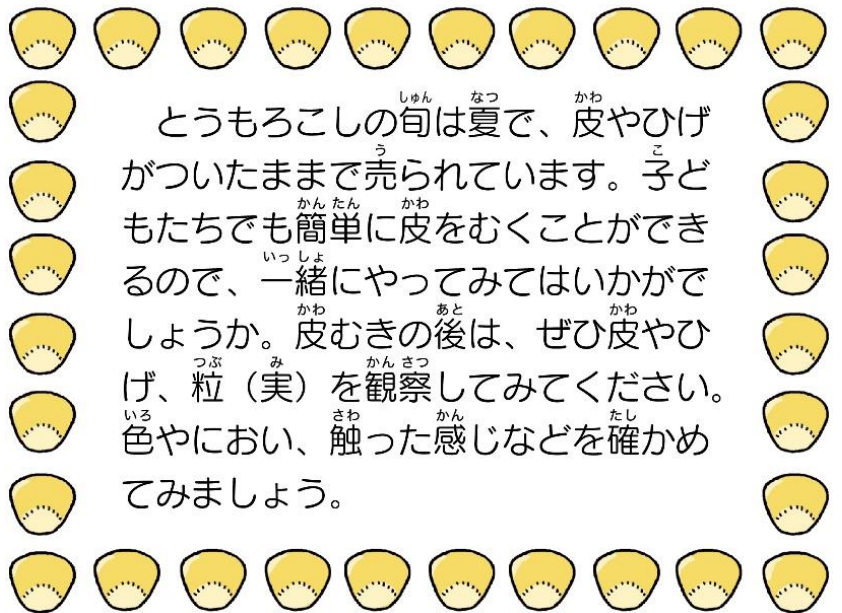 とうもろこしの旬は夏で、皮やひげ
がついたままで売られています。子ど
もたちでも簡単に皮をむくことができ
るので、一緒にやってみてはいかがで
しょうか。皮むきの後は、ぜひ皮やひ
げ、粒（実）を観察してみてください。
色やにおい、触った感じなどを確かめ
てみましょう。